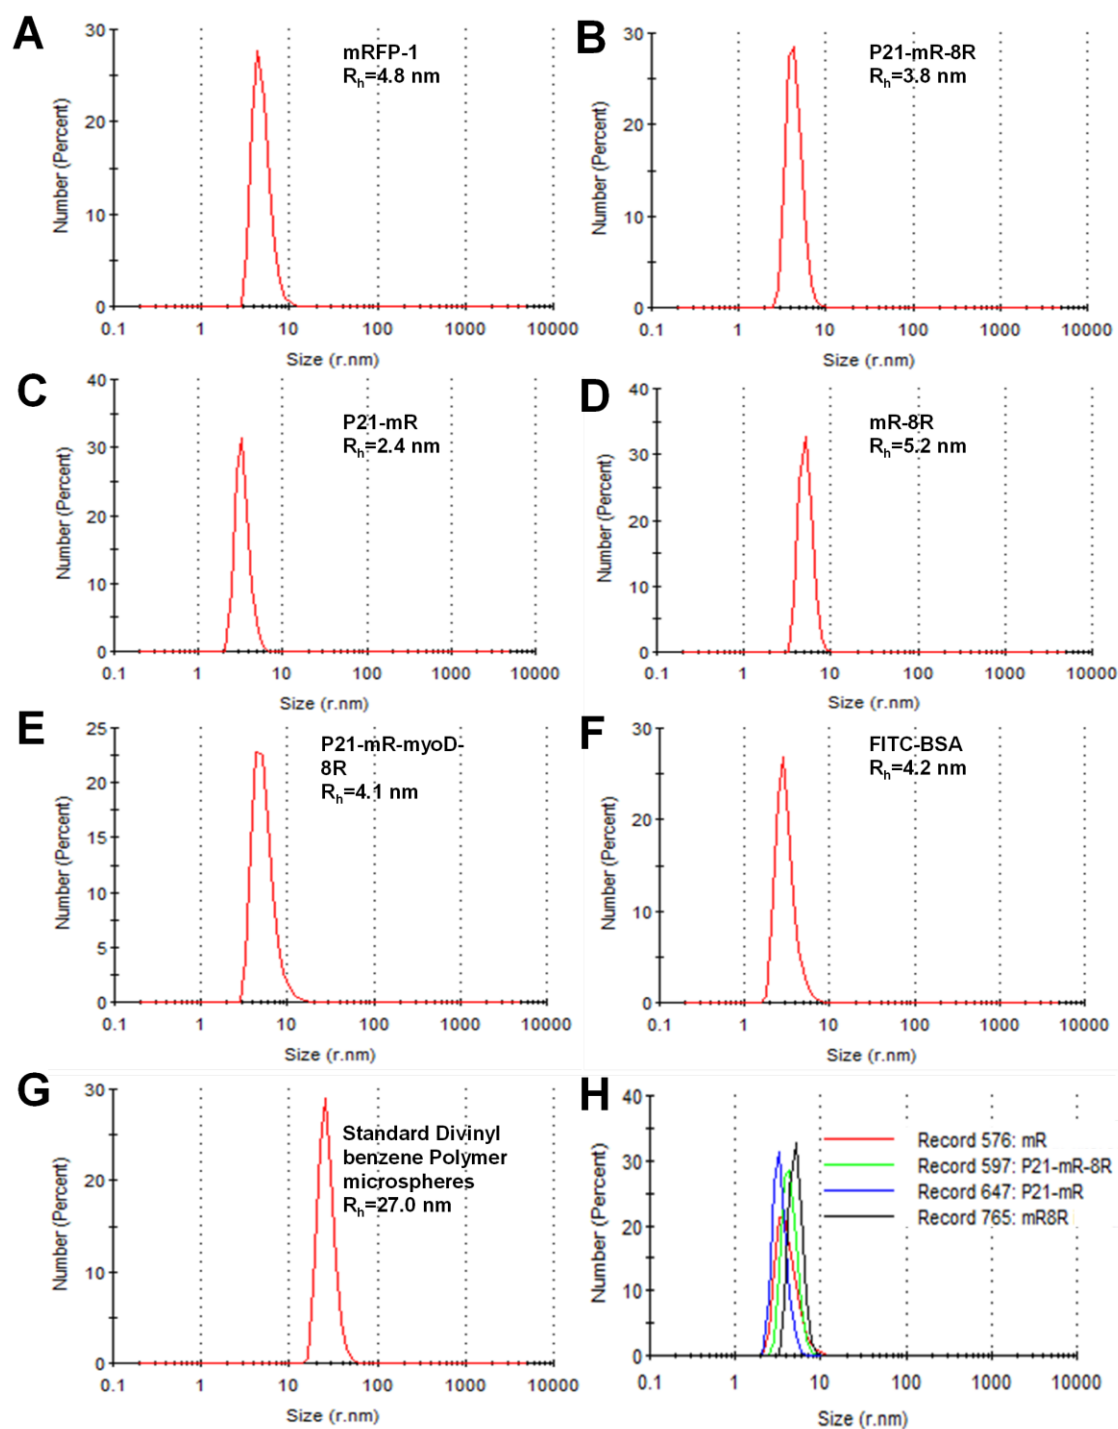 A
30
20
10
0
0.1 1 10 100 1000 10000
Number (Percent)
Size (r.nm)
mRFP-1
Rh=4.8 nm
B
30
20
10
0
0.1 1 10 100 1000 10000
Number (Percent)
Size (r.nm)
P21-mR-8R
Rh=3.8 nm
C
40
30
20
10
0
0.1 1 10 100 1000 10000
Number (Percent)
Size (r.nm)
P21-mR
Rh=2.4 nm
D
40
30
20
10
0
0.1 1 10 100 1000 10000
Number (Percent)
Size (r.nm)
mR-8R
Rh=5.2 nm
E
25
20
15
10
5
0
0.1 1 10 100 1000 10000
Number (Percent)
Size (r.nm)
P21-mR-myoD-
8R
Rh=4.1 nm
F
30
20
10
0
0.1 1 10 100 1000 10000
Number (Percent)
Size (r.nm)
FITC-BSA
Rh=4.2 nm
G
30
20
10
0
0.1 1 10 100 1000 10000
Number (Percent)
Size (r.nm)
Standard Divinyl
benzene Polymer
microspheres
Rh=27.0 nm
H
40
30
20
10
0
0.1 1 10 100 1000 10000
Number (Percent)
Size (r.nm)
Record 576: mR
Record 597: P21-mR-8R
Record 647: P21-mR
Record 765: mR8R